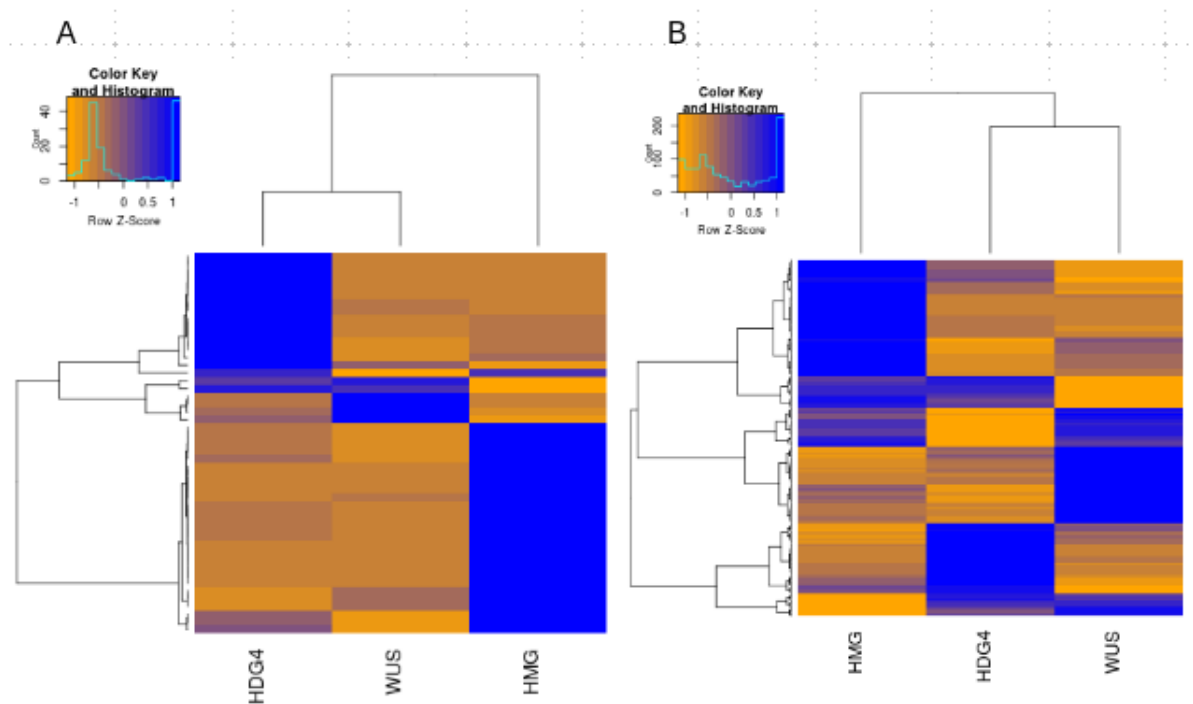 A
Color Key
and Histogram
Count
0 20 40
-1 0 0.5 1
Row Z-Score
HDG4
WUS
HMG
B
Color Key
and Histogram
Count
0 100 200
-1 0 0.5 1
Row Z-Score
HMG
HDG4
WUS